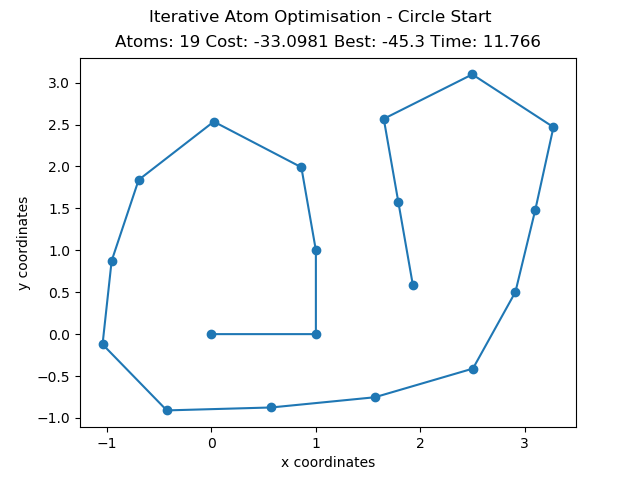 Iterative Atom Optimisation - Circle Start
Atoms: 19 Cost: -33.0981 Best: -45.3 Time: 11.766
3.0
2.5
2.0
1.5
1.0
0.5
0.0
−0.5
−1.0
y coordinates
−1 0 1 2 3
x coordinates